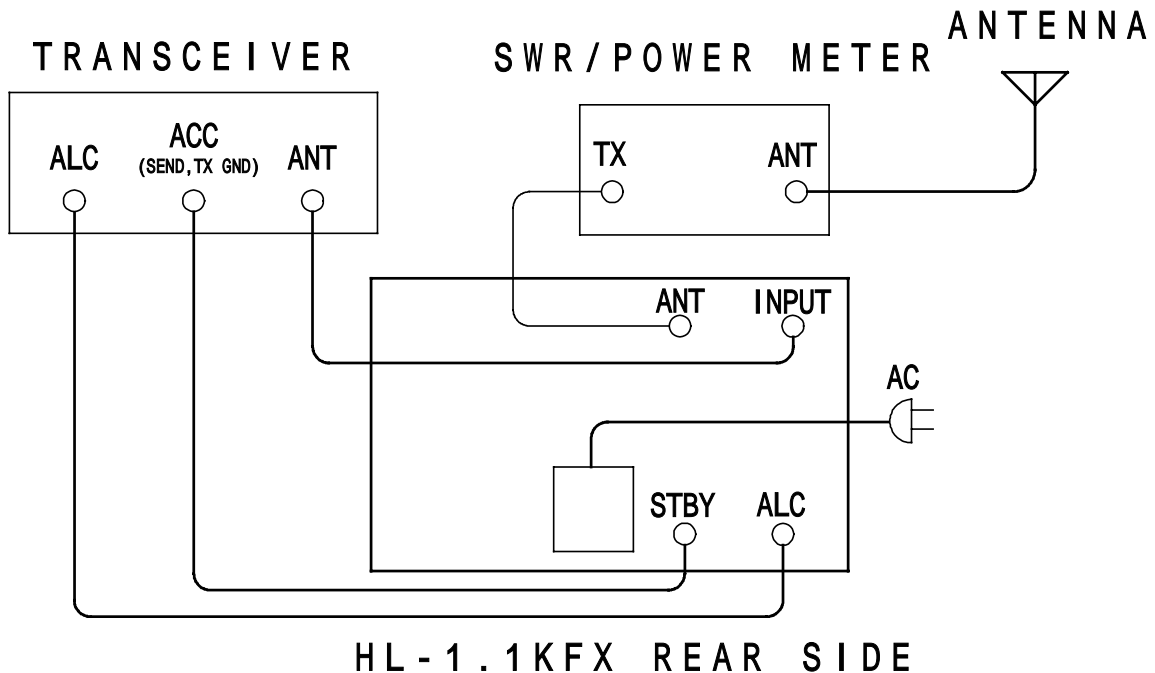 ANTENNA
TRANSCEIVER
SWR/POWER METER
ALC
ACC
(SEND,TX GND)
ANT
TX
ANT
ANT
INPUT
AC
STBY
ALC
HL-1.1KFX REAR SIDE